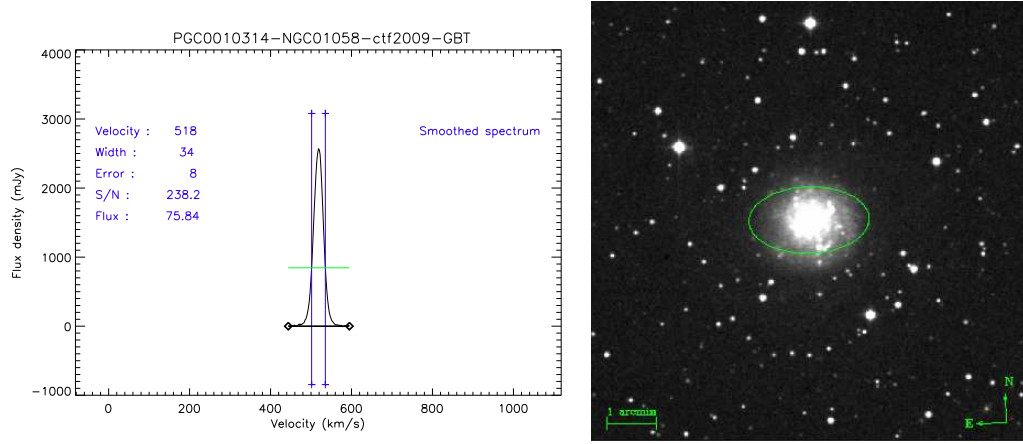 PGC0010314-NGC01058-ctf2009-GBT
4000
3000
2000
1000
0
-1000
Flux density (mJy)
Velocity : 518
Width : 34
Error : 8
S/N : 238.2
Flux : 75.84
Smoothed spectrum
0 200 400 600 800 1000
Velocity (km/s)
1 arcmin
N
E